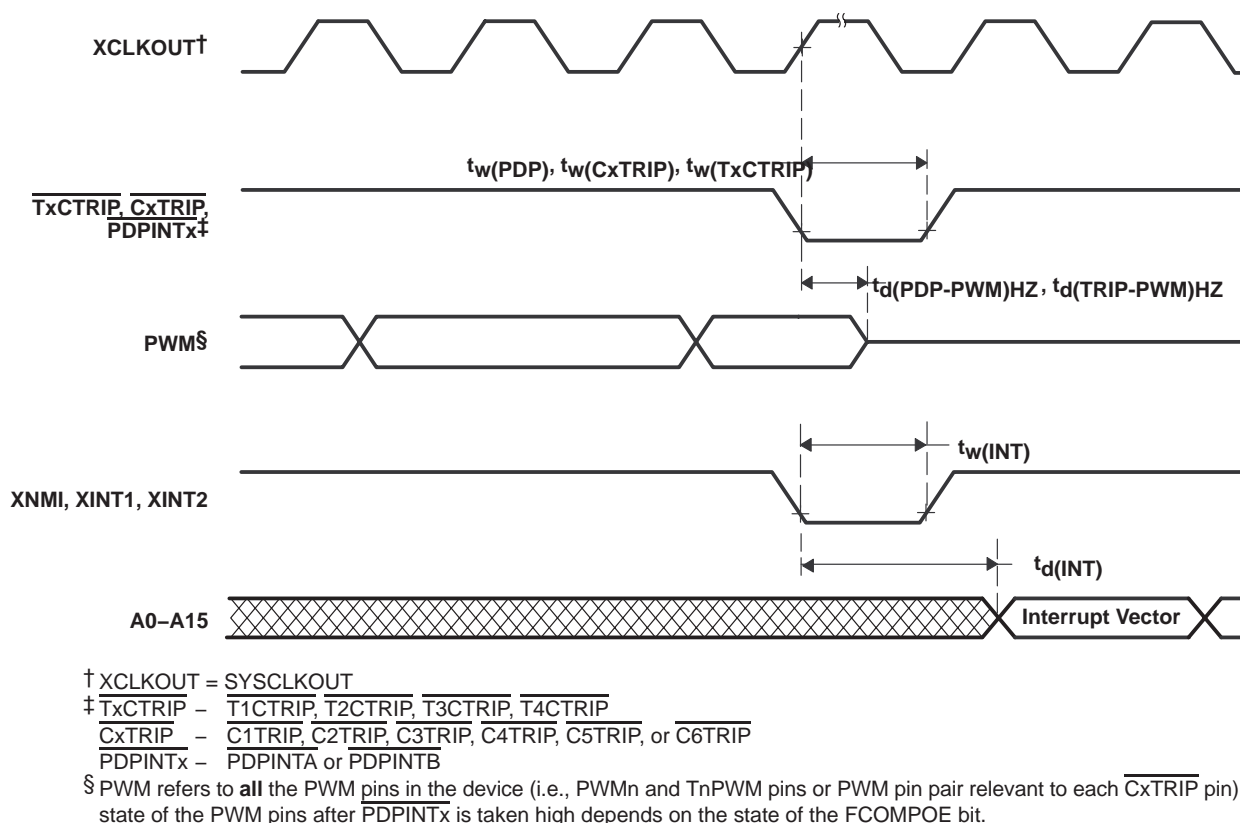 XCLKOUT†
tw(PDP), tw(CxTRIP), tw(TxCTRIP)
TxCTRIP, CxTRIP,
PDPINTx‡
td(PDP-PWM)HZ, td(TRIP-PWM)HZ
PWM§
tw(INT)
XNMI, XINT1, XINT2
td(INT)
A0–A15
Interrupt Vector
† XCLKOUT = SYSCLKOUT
‡ TxCTRIP – T1CTRIP, T2CTRIP, T3CTRIP, T4CTRIP
CxTRIP – C1TRIP, C2TRIP, C3TRIP, C4TRIP, C5TRIP, or C6TRIP
PDPINTx – PDPINTA or PDPINTB
§ PWM refers to all the PWM pins in the device (i.e., PWMn and TnPWM pins or PWM pin pair relevant to each CxTRIP pin)
state of the PWM pins after PDPINTx is taken high depends on the state of the FCOMPOE bit.